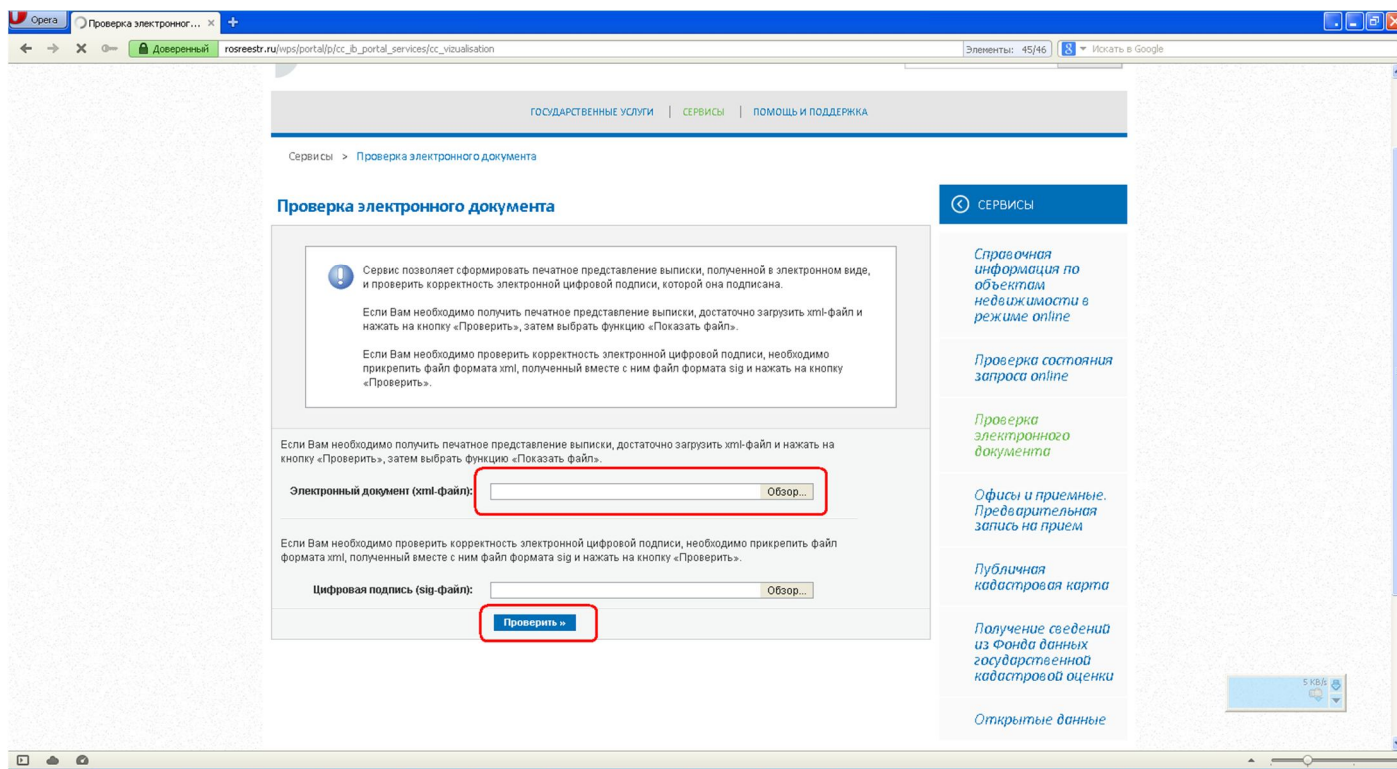 Opera
Проверка электронног...
Доверенный
rosreestr.ru/wps/portal/p/cc_ib_portal_services/cc_vizualisation
Элементы: 45/46
Искать в Google
ГОСУДАРСТВЕННЫЕ УСЛУГИ | СЕРВИСЫ | ПОМОЩЬ И ПОДДЕРЖКА
Сервисы > Проверка электронного документа
Проверка электронного документа
Сервис позволяет сформировать печатное представление выписки, полученной в электронном виде,
и проверить корректность электронной цифровой подписи, которой она подписана.
Если Вам необходимо получить печатное представление выписки, достаточно загрузить xml-файл и
нажать на кнопку «Проверить», затем выбрать функцию «Показать файл».
Если Вам необходимо проверить корректность электронной цифровой подписи, необходимо
прикрепить файл формата xml, полученный вместе с ним файл формата sig и нажать на кнопку
«Проверить».
Если Вам необходимо получить печатное представление выписки, достаточно загрузить xml-файл и нажать на
кнопку «Проверить», затем выбрать функцию «Показать файл».
Электронный документ (xml-файл): Обзор...
Если Вам необходимо проверить корректность электронной цифровой подписи, необходимо прикрепить файл
формата xml, полученный вместе с ним файл формата sig и нажать на кнопку «Проверить».
Цифровая подпись (sig-файл): Обзор...
Проверить »
СЕРВИСЫ
Справочная
информация по
объектам
недвижимости в
режиме online
Проверка состояния
запроса online
Проверка
электронного
документа
Офисы и приемные.
Предварительная
запись на прием
Публичная
кадастровая карта
Получение сведений
из Фонда данных
государственной
кадастровой оценки
Открытые данные
5 KB/s